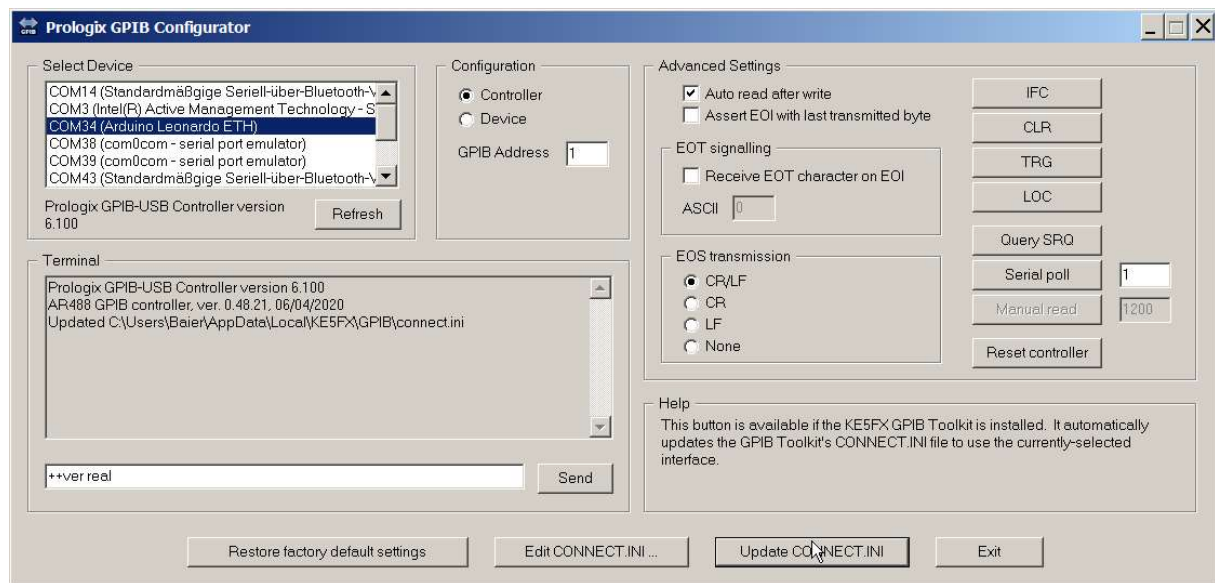 GPIB
Prologix GPIB Configurator
Select Device
COM14 (Standardmäßgige Seriell-über-Bluetooth-V
COM3 (Intel(R) Active Management Technology - S
COM34 (Arduino Leonardo ETH)
COM38 (com0com - serial port emulator)
COM39 (com0com - serial port emulator)
COM43 (Standardmäßgige Seriell-über-Bluetooth-V
Prologix GPIB-USB Controller version
6.100
Refresh
Configuration
Controller
Device
GPIB Address 1
Advanced Settings
Auto read after write
Assert EOI with last transmitted byte
EOT signalling
Receive EOT character on EOI
ASCII 0
EOS transmission
CR/LF
CR
LF
None
IFC
CLR
TRG
LOC
Query SRQ
Serial poll 1
Manual read 1200
Reset controller
Terminal
Prologix GPIB-USB Controller version 6.100
AR488 GPIB controller, ver. 0.48.21, 06/04/2020
Updated C:\Users\Baier\AppData\Local\KE5FX\GPIB\connect.ini
++ver real
Send
Help
This button is available if the KE5FX GPIB Toolkit is installed. It automatically
updates the GPIB Toolkit's CONNECT.INI file to use the currently-selected
interface.
Restore factory default settings
Edit CONNECT.INI ...
Update CONNECT.INI
Exit